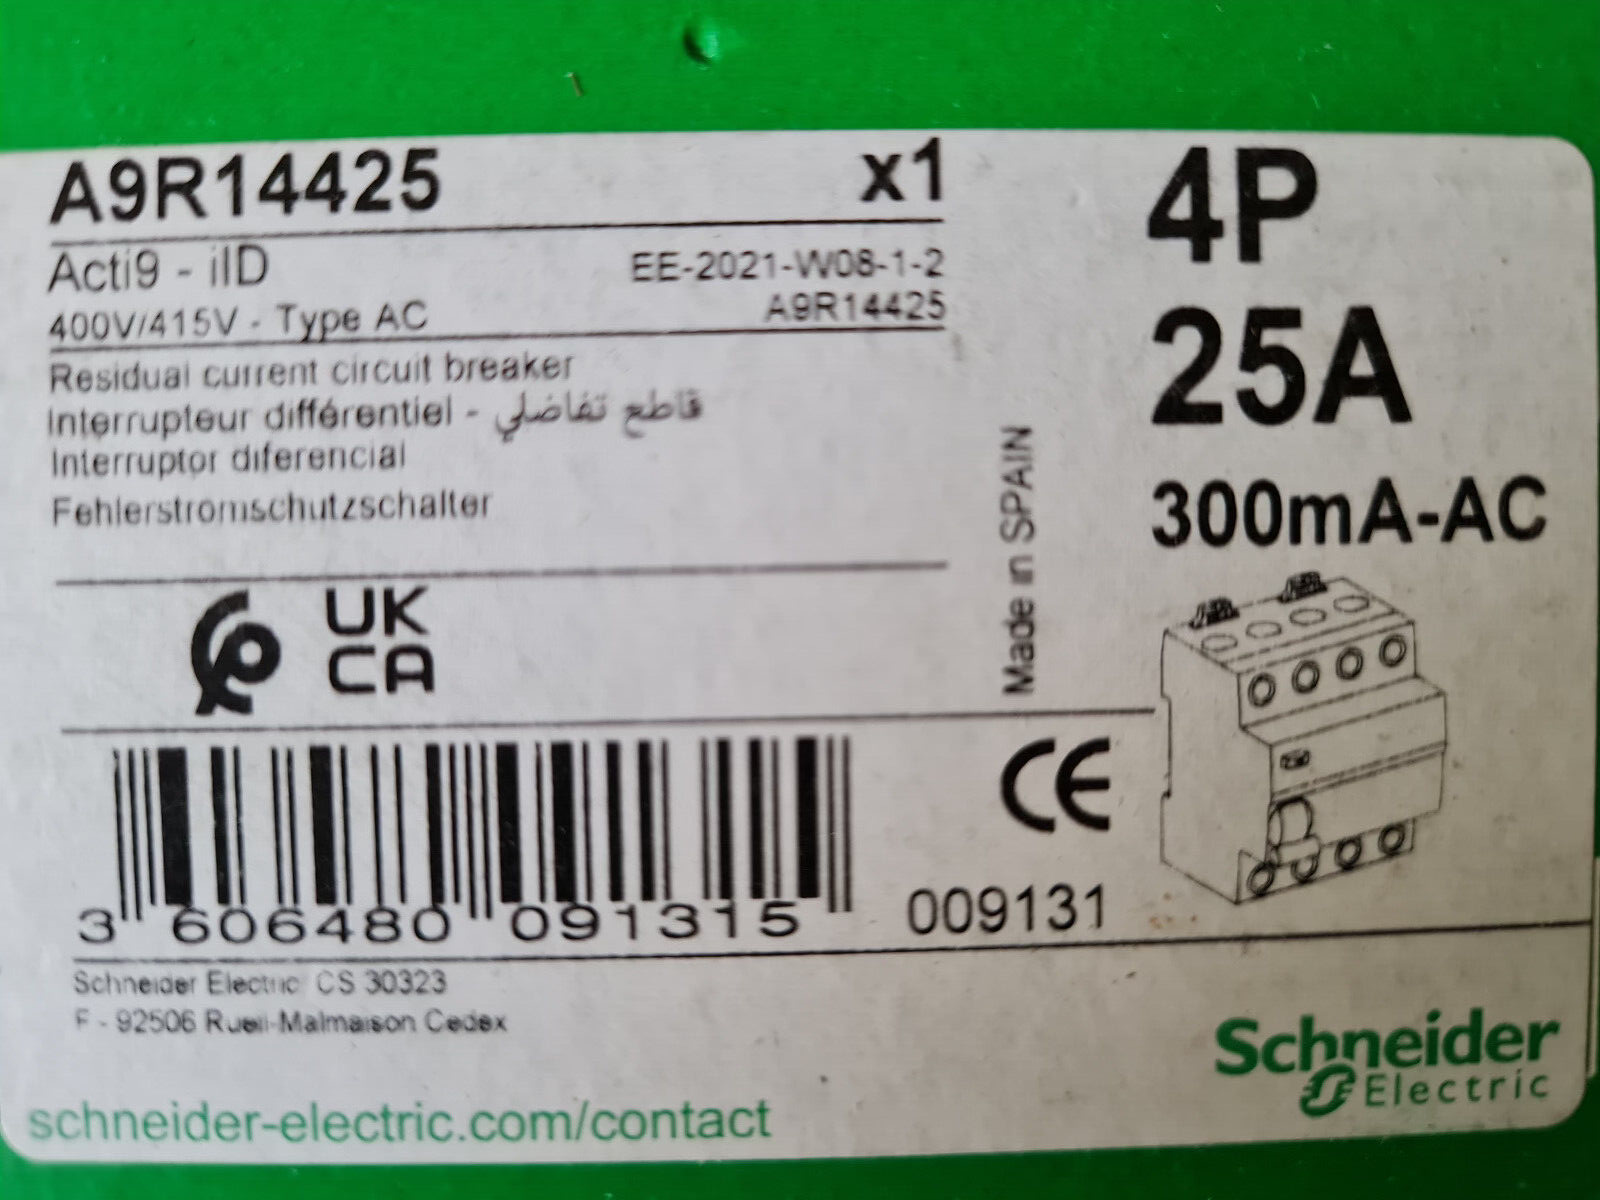 A9R14425 x1
Acti9 - iID EE-2021-W08-1-2
400V/415V - Type AC A9R14425
Residual current circuit breaker
Interrupteur différentiel - قاطع تفاضلي
Interruptor diferencial
Fehlerstromschutzschalter
Made in SPAIN
4P
25A
300mA-AC
UK
CA
CE
3 606480 091315
009131
Schneider Electric CS 30323
F - 92506 Rueil-Malmaison Cedex
schneider-electric.com/contact
Schneider
Electric